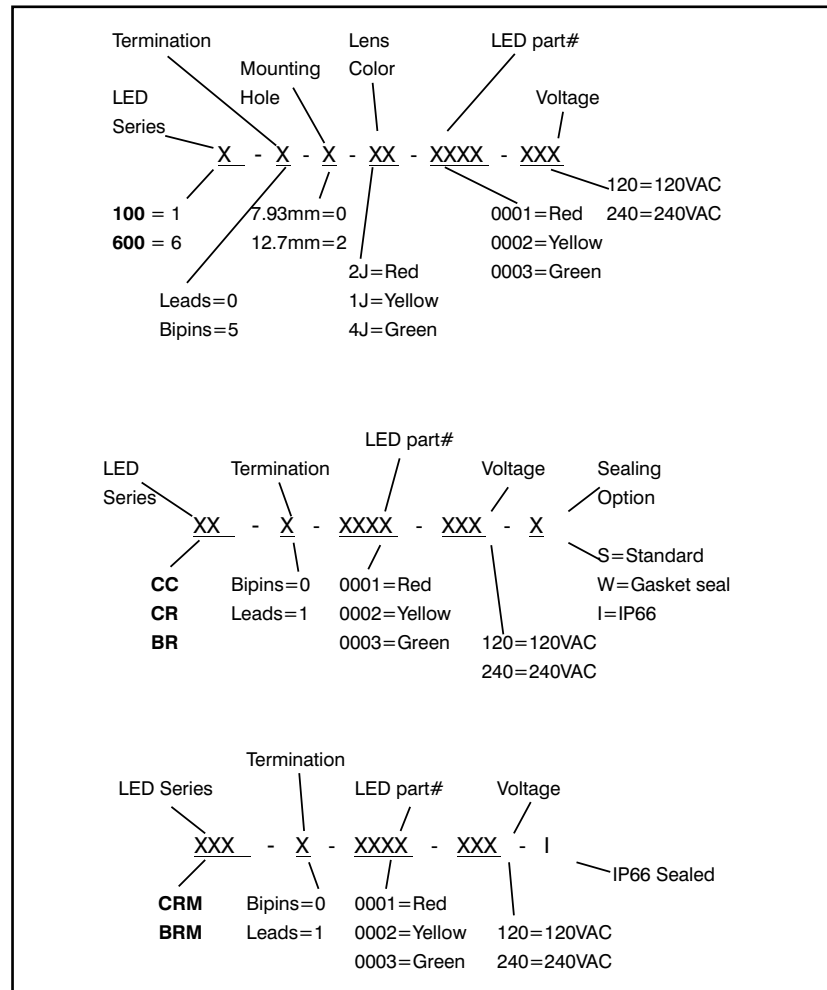 Termination
Lens
Color
LED part#
Mounting
Hole
LED
Series
Voltage
X - X - X - XX - XXXX - XXX
100 = 1
600 = 6
7.93mm=0
12.7mm=2
0001=Red
0002=Yellow
0003=Green
120=120VAC
240=240VAC
Leads=0
Bipins=5
2J=Red
1J=Yellow
4J=Green
LED part#
LED
Series
Termination
Voltage
Sealing
Option
XX - X - XXXX - XXX - X
CC
CR
BR
Bipins=0
Leads=1
0001=Red
0002=Yellow
0003=Green
120=120VAC
240=240VAC
S=Standard
W=Gasket seal
I=IP66
Termination
LED Series
LED part#
Voltage
XXX - X - XXXX - XXX - I
IP66 Sealed
CRM
BRM
Bipins=0
Leads=1
0001=Red
0002=Yellow
0003=Green
120=120VAC
240=240VAC